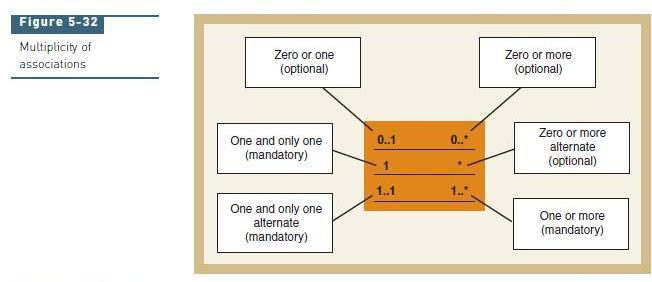 Figure 5-32
Multiplicity of
associations
Zero or one
(optional)
Zero or more
(optional)
One and only one
(mandatory)
0..1
0..*
1
*
1..1
1..*
Zero or more
alternate
(optional)
One and only one
alternate
(mandatory)
One or more
(mandatory)